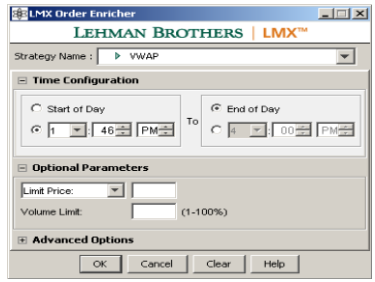 LMX Order Enricher
LEHMAN BROTHERS | LMX™
Strategy Name : VWAP
Time Configuration
Start of Day To End of Day
1 : 46 PM 4 : 00 PM
Optional Parameters
Limit Price:
Volume Limit: (1-100%)
Advanced Options
OK Cancel Clear Help